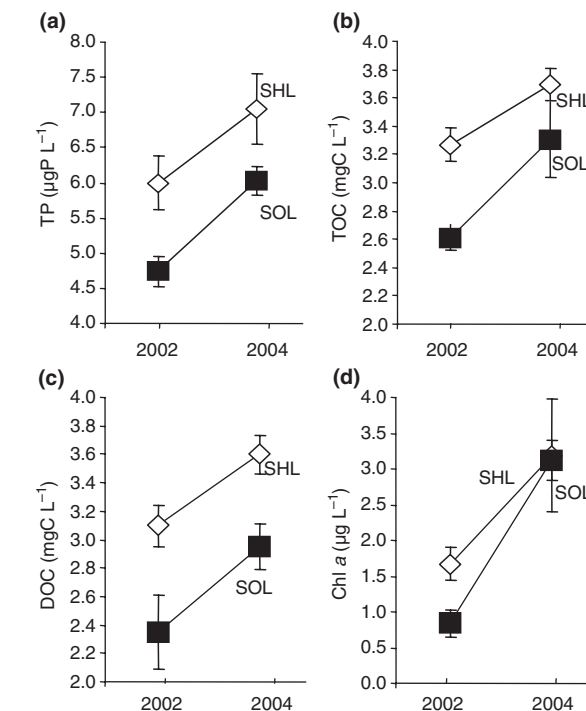 (a)
8.0
7.0
6.5
6.0
5.5
5.0
4.5
4.0
TP (µgP L−1)
SHL
SOL
2002 2004
(b)
4.0
3.8
3.6
3.4
3.2
3.0
2.8
2.6
2.4
2.2
2.0
TOC (mgC L−1)
SHL
SOL
2002 2004
(c)
4.0
3.8
3.6
3.4
3.2
3.0
2.8
2.6
2.4
2.2
2.0
DOC (mgC L−1)
SHL
SOL
2002 2004
(d)
4.0
3.5
3.0
2.5
2.0
1.5
1.0
0.5
0.0
Chl a (µg L−1)
SHL
SOL
2002 2004